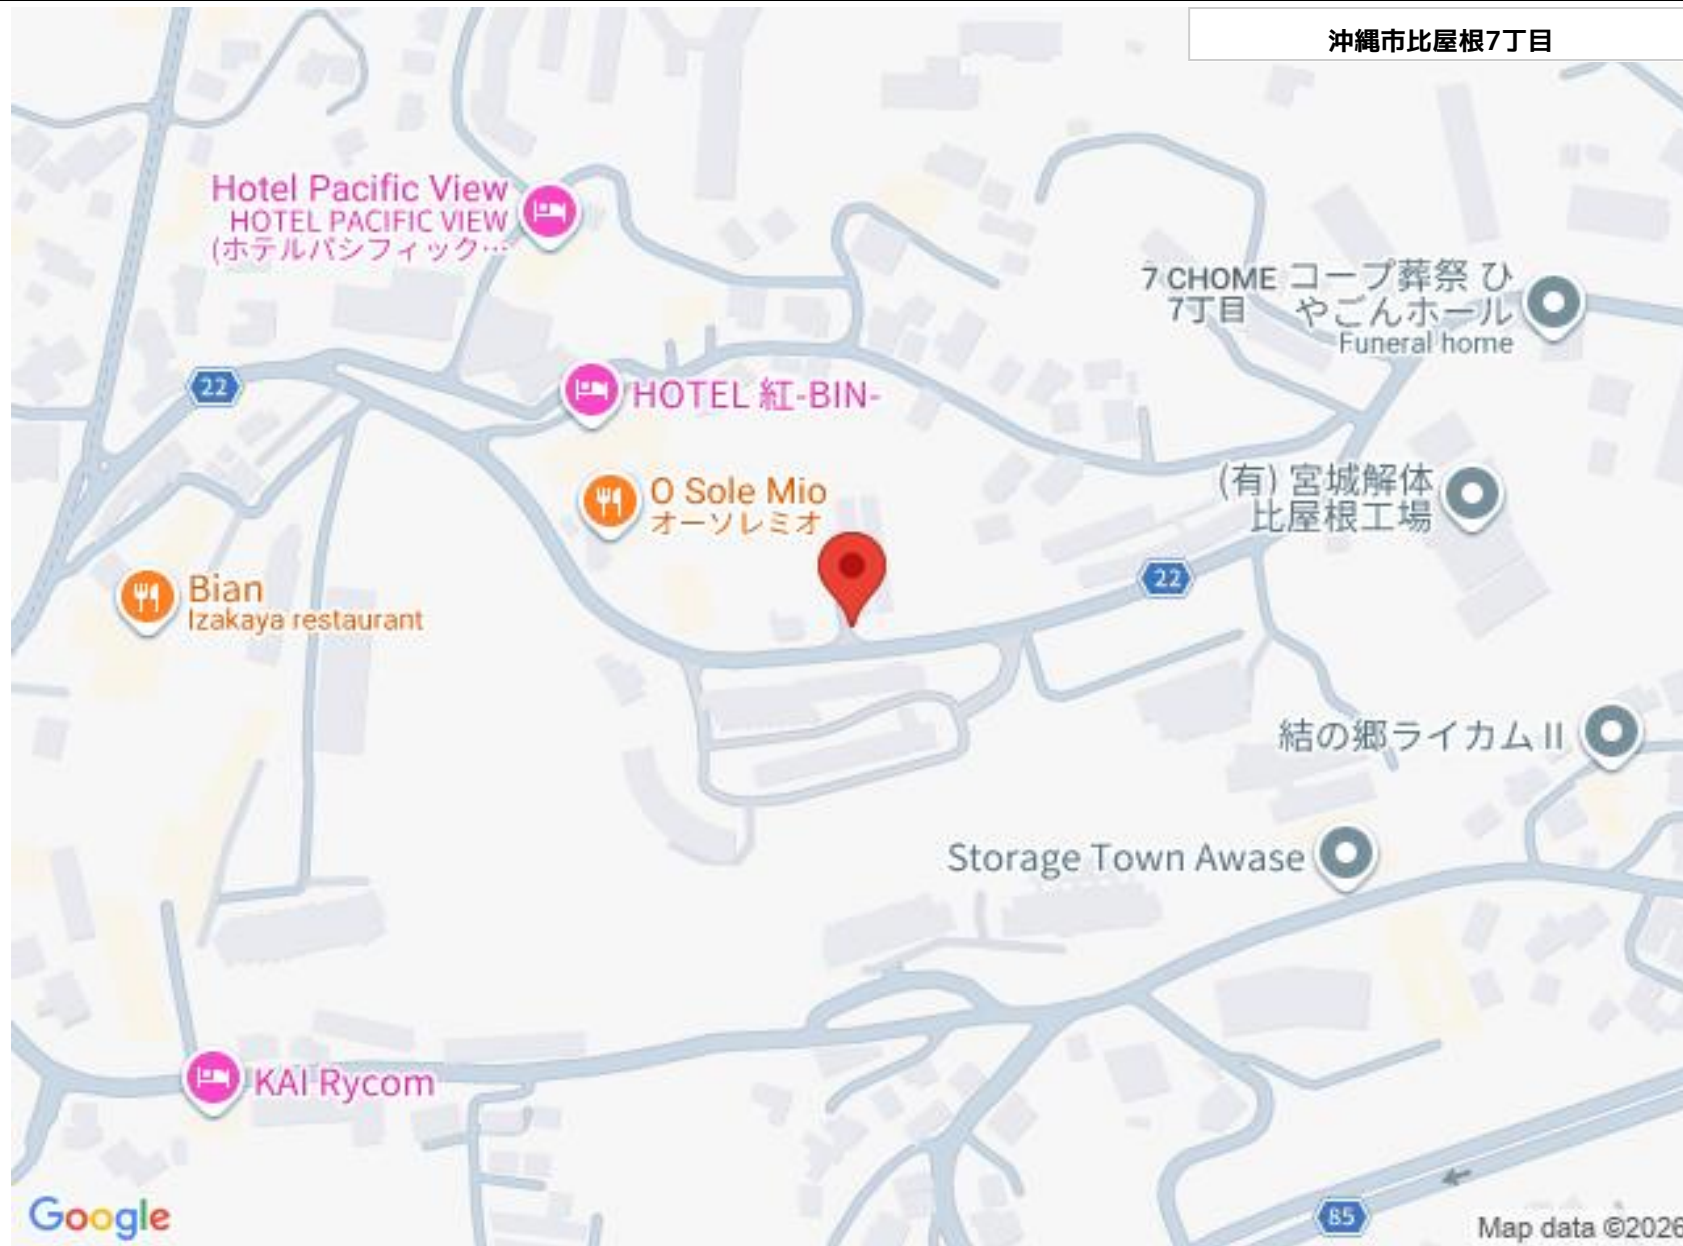 沖縄市比屋根7丁目
Hotel Pacific View
HOTEL PACIFIC VIEW
(ホテルパシフィック…
7 CHOME
7丁目
コープ葬祭 ひ
やごんホール
Funeral home
22
HOTEL 紅-BIN-
O Sole Mio
オーソレミオ
(有) 宮城解体
比屋根工場
22
Bian
Izakaya restaurant
結の郷ライカムⅡ
Storage Town Awase
KAI Rycom
85
Google
Map data ©2026